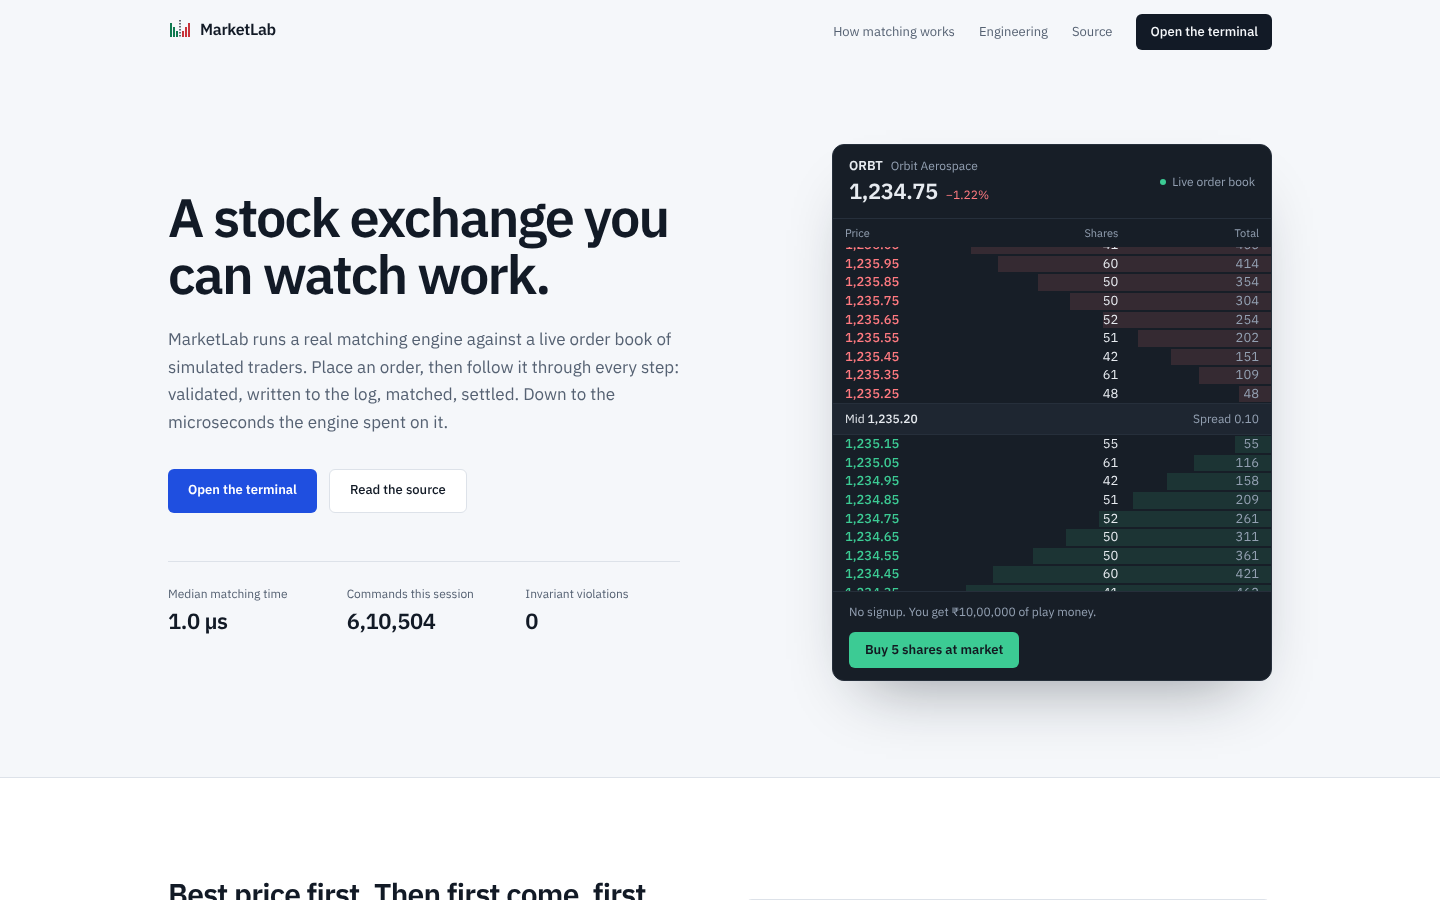 MarketLab
How matching works
Engineering
Source
Open the terminal
A stock exchange you
can watch work.
MarketLab runs a real matching engine against a live order book of
simulated traders. Place an order, then follow it through every step:
validated, written to the log, matched, settled. Down to the
microseconds the engine spent on it.
Open the terminal
Read the source
Median matching time
1.0 µs
Commands this session
6,10,504
Invariant violations
0
ORBT Orbit Aerospace
1,234.75 −1.22%
Live order book
Price Shares Total
1,235.95 60 414
1,235.85 50 354
1,235.75 50 304
1,235.65 52 254
1,235.55 51 202
1,235.45 42 151
1,235.35 61 109
1,235.25 48 48
Mid 1,235.20 Spread 0.10
1,235.15 55 55
1,235.05 61 116
1,234.95 42 158
1,234.85 51 209
1,234.75 52 261
1,234.65 50 311
1,234.55 50 361
1,234.45 60 421
No signup. You get ₹10,00,000 of play money.
Buy 5 shares at market
Best price first. Then first come, first